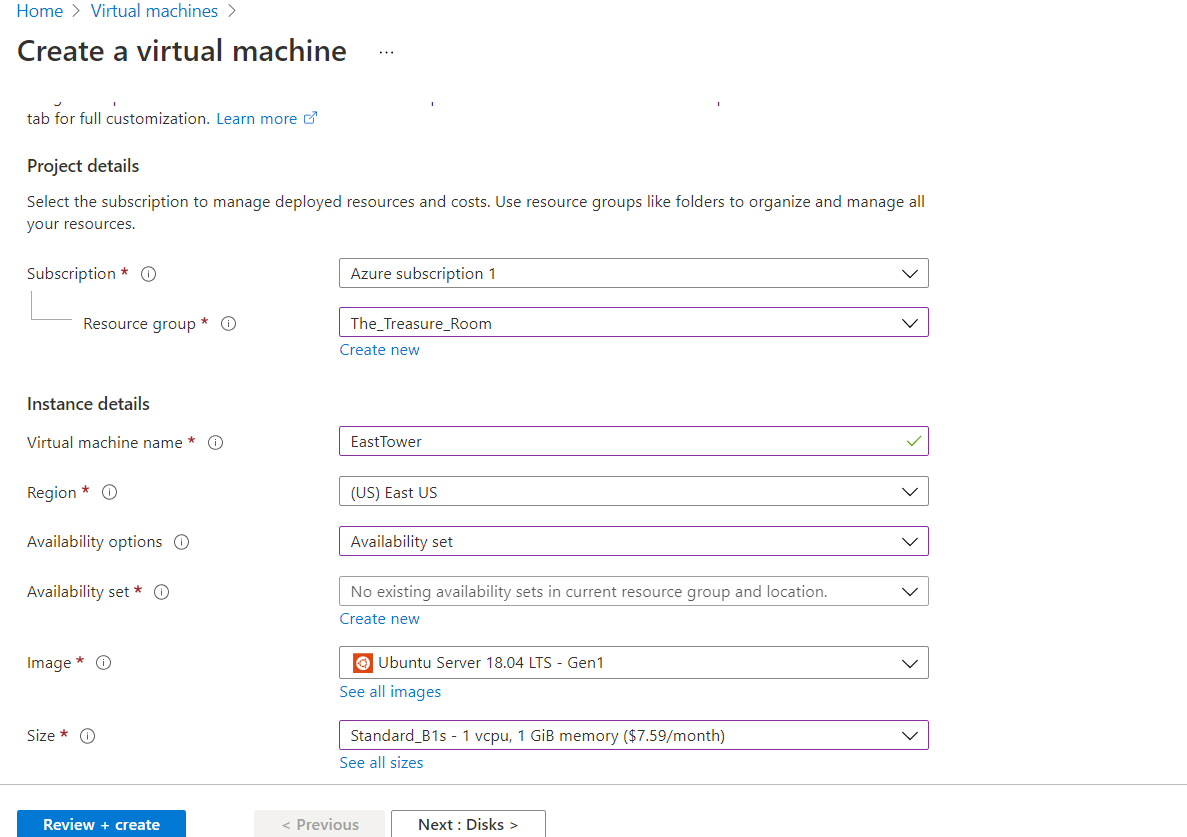 Home > Virtual machines >
Create a virtual machine ...
tab for full customization. Learn more
Project details
Select the subscription to manage deployed resources and costs. Use resource groups like folders to organize and manage all
your resources.
Subscription *
Azure subscription 1
Resource group *
The_Treasure_Room
Create new
Instance details
Virtual machine name *
EastTower
Region *
(US) East US
Availability options
Availability set
Availability set *
No existing availability sets in current resource group and location.
Create new
Image *
Ubuntu Server 18.04 LTS - Gen1
See all images
Size *
Standard_B1s - 1 vcpu, 1 GiB memory ($7.59/month)
See all sizes
Review + create
< Previous
Next : Disks >